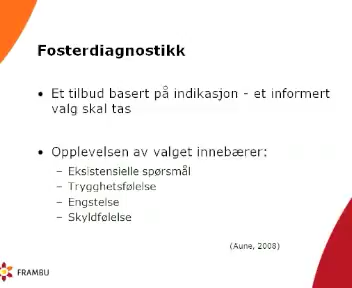 Fosterdiagnostikk
• Et tilbud basert på indikasjon - et informert
valg skal tas
• Opplevelsen av valget innebærer:
– Eksistensielle spørsmål
– Trygghetsfølelse
– Engstelse
– Skyldfølelse
(Aune, 2008)
FRAMBU